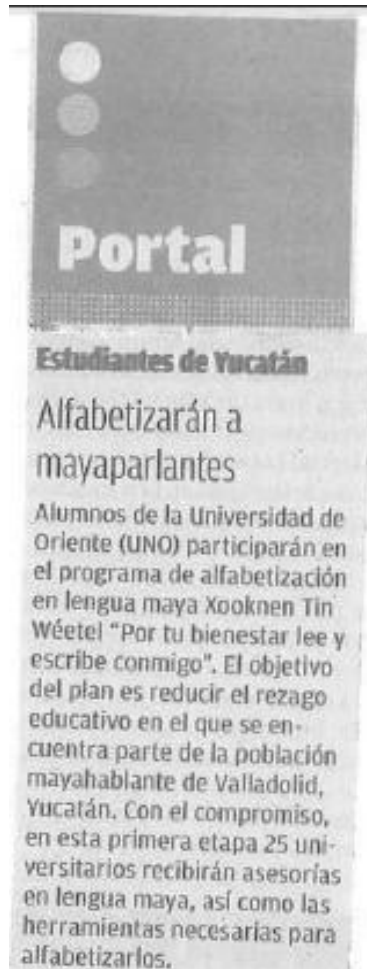 Portal
Estudiantes de Yucatán
Alfabetizarán a
mayaparlantes
Alumnos de la Universidad de
Oriente (UNO) participarán en
el programa de alfabetización
en lengua maya Xooknen Tin
Wéetel "Por tu bienestar lee y
escribe conmigo". El objetivo
del plan es reducir el rezago
educativo en el que se en-
cuentra parte de la población
mayahablante de Valladolid,
Yucatán. Con el compromiso,
en esta primera etapa 25 uni-
versitarios recibirán asesorías
en lengua maya, así como las
herramientas necesarias para
alfabetizarlos.